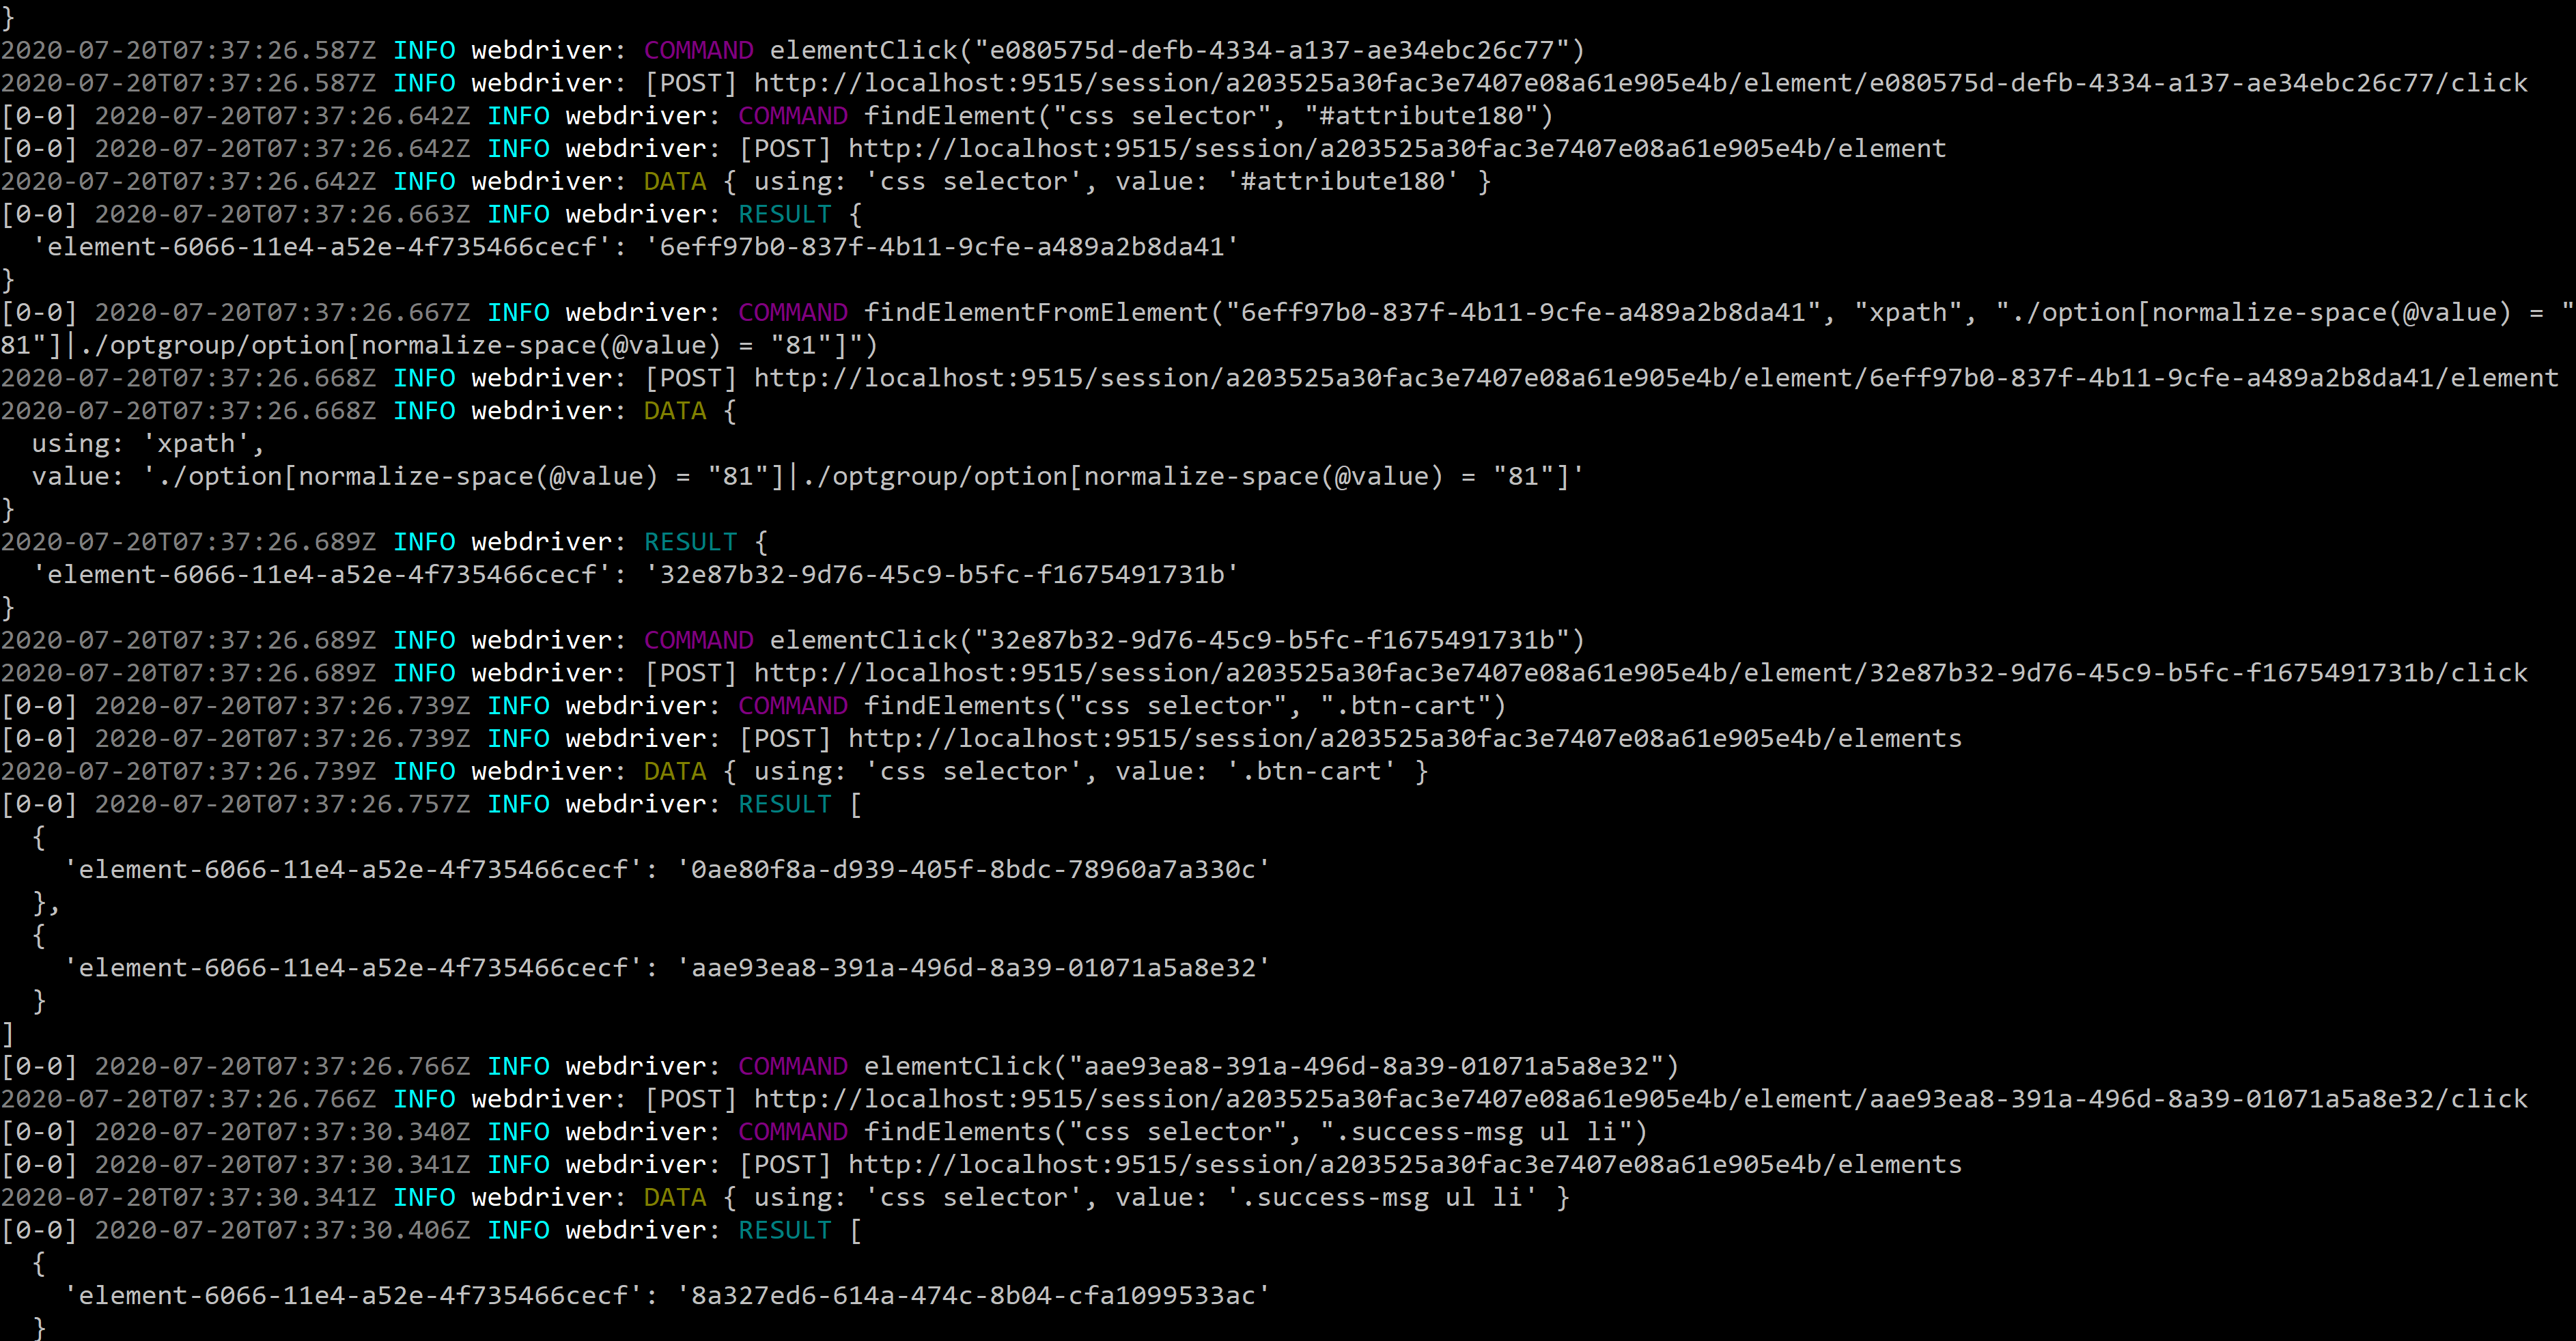 }
2020-07-20T07:37:26.587Z INFO webdriver: COMMAND elementClick("e080575d-defb-4334-a137-ae34ebc26c77")
2020-07-20T07:37:26.587Z INFO webdriver: [POST] http://localhost:9515/session/a203525a30fac3e7407e08a61e905e4b/element/e080575d-defb-4334-a137-ae34ebc26c77/click
[0-0] 2020-07-20T07:37:26.642Z INFO webdriver: COMMAND findElement("css selector", "#attribute180")
[0-0] 2020-07-20T07:37:26.642Z INFO webdriver: [POST] http://localhost:9515/session/a203525a30fac3e7407e08a61e905e4b/element
2020-07-20T07:37:26.642Z INFO webdriver: DATA { using: 'css selector', value: '#attribute180' }
[0-0] 2020-07-20T07:37:26.663Z INFO webdriver: RESULT {
  'element-6066-11e4-a52e-4f735466cecf': '6eff97b0-837f-4b11-9cfe-a489a2b8da41'
}
[0-0] 2020-07-20T07:37:26.667Z INFO webdriver: COMMAND findElementFromElement("6eff97b0-837f-4b11-9cfe-a489a2b8da41", "xpath", "./option[normalize-space(@value) = "
81"]|./optgroup/option[normalize-space(@value) = "81"]")
2020-07-20T07:37:26.668Z INFO webdriver: [POST] http://localhost:9515/session/a203525a30fac3e7407e08a61e905e4b/element/6eff97b0-837f-4b11-9cfe-a489a2b8da41/element
2020-07-20T07:37:26.668Z INFO webdriver: DATA {
  using: 'xpath',
  value: './option[normalize-space(@value) = "81"]|./optgroup/option[normalize-space(@value) = "81"]'
}
2020-07-20T07:37:26.689Z INFO webdriver: RESULT {
  'element-6066-11e4-a52e-4f735466cecf': '32e87b32-9d76-45c9-b5fc-f1675491731b'
}
2020-07-20T07:37:26.689Z INFO webdriver: COMMAND elementClick("32e87b32-9d76-45c9-b5fc-f1675491731b")
2020-07-20T07:37:26.689Z INFO webdriver: [POST] http://localhost:9515/session/a203525a30fac3e7407e08a61e905e4b/element/32e87b32-9d76-45c9-b5fc-f1675491731b/click
[0-0] 2020-07-20T07:37:26.739Z INFO webdriver: COMMAND findElements("css selector", ".btn-cart")
[0-0] 2020-07-20T07:37:26.739Z INFO webdriver: [POST] http://localhost:9515/session/a203525a30fac3e7407e08a61e905e4b/elements
2020-07-20T07:37:26.739Z INFO webdriver: DATA { using: 'css selector', value: '.btn-cart' }
[0-0] 2020-07-20T07:37:26.757Z INFO webdriver: RESULT [
  {
    'element-6066-11e4-a52e-4f735466cecf': '0ae80f8a-d939-405f-8bdc-78960a7a330c'
  },
  {
    'element-6066-11e4-a52e-4f735466cecf': 'aae93ea8-391a-496d-8a39-01071a5a8e32'
  }
]
[0-0] 2020-07-20T07:37:26.766Z INFO webdriver: COMMAND elementClick("aae93ea8-391a-496d-8a39-01071a5a8e32")
2020-07-20T07:37:26.766Z INFO webdriver: [POST] http://localhost:9515/session/a203525a30fac3e7407e08a61e905e4b/element/aae93ea8-391a-496d-8a39-01071a5a8e32/click
[0-0] 2020-07-20T07:37:30.340Z INFO webdriver: COMMAND findElements("css selector", ".success-msg ul li")
[0-0] 2020-07-20T07:37:30.341Z INFO webdriver: [POST] http://localhost:9515/session/a203525a30fac3e7407e08a61e905e4b/elements
2020-07-20T07:37:30.341Z INFO webdriver: DATA { using: 'css selector', value: '.success-msg ul li' }
[0-0] 2020-07-20T07:37:30.406Z INFO webdriver: RESULT [
  {
    'element-6066-11e4-a52e-4f735466cecf': '8a327ed6-614a-474c-8b04-cfa1099533ac'
  }